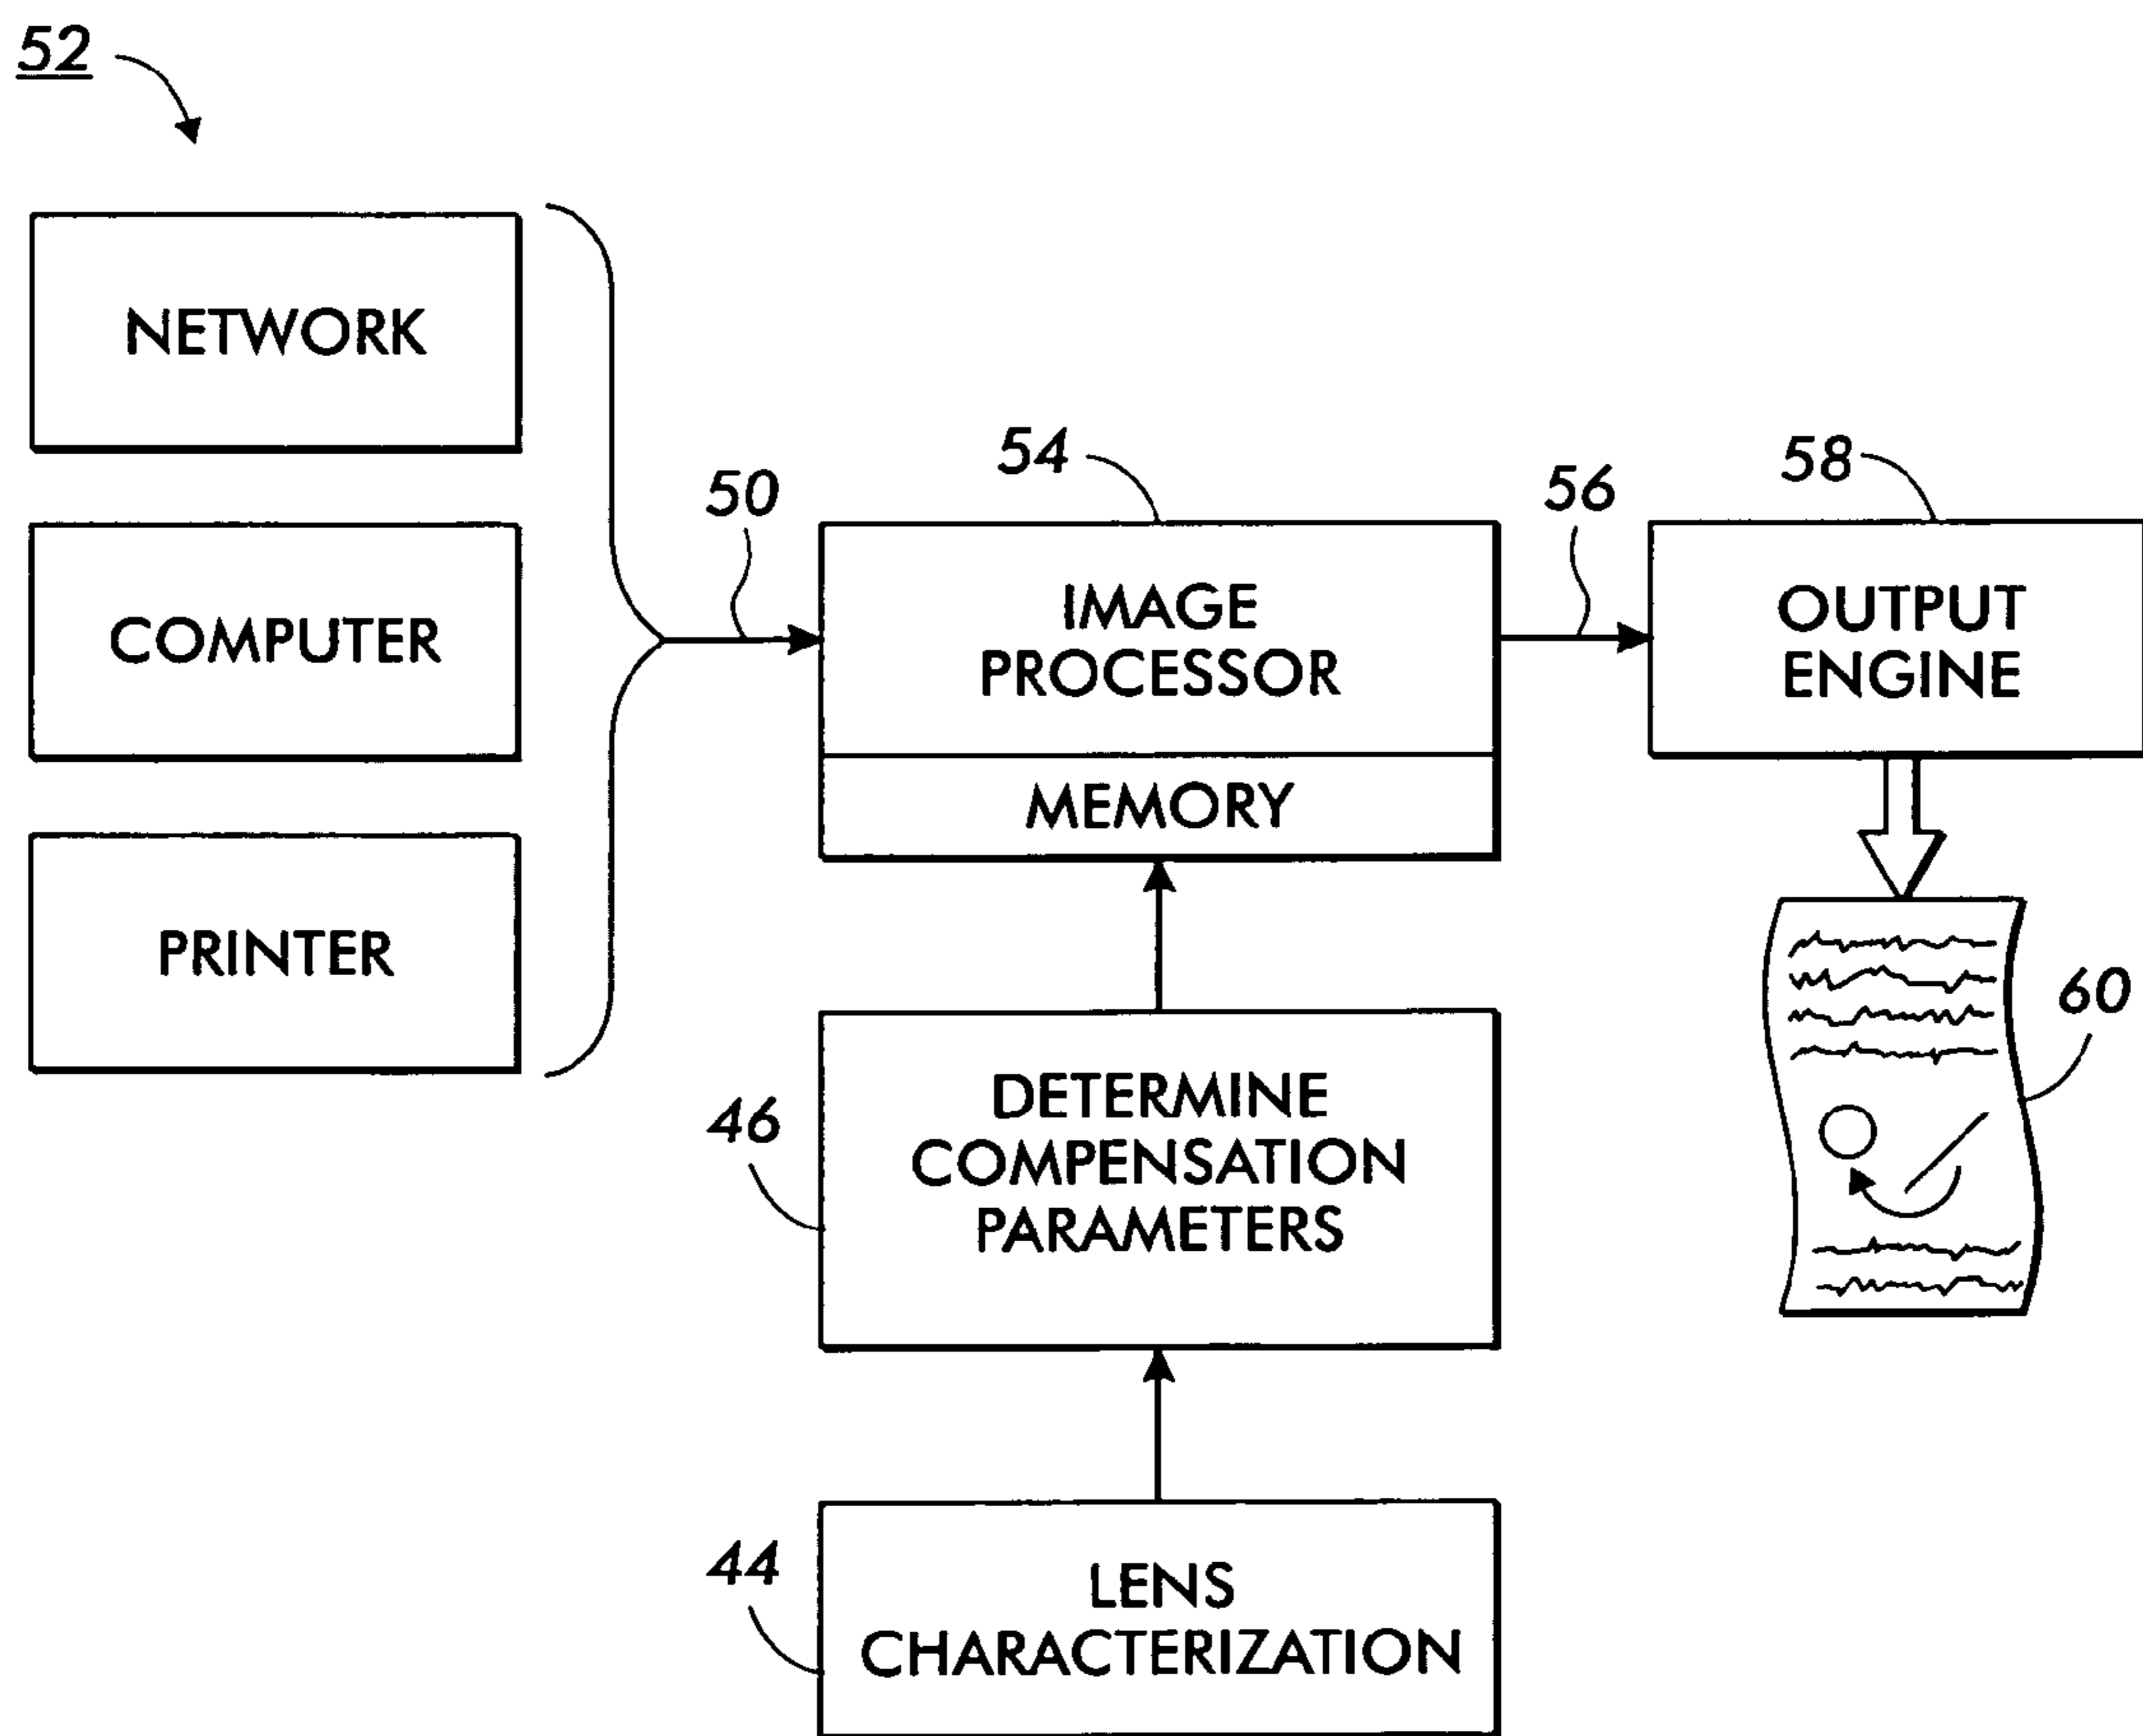 52
NETWORK
COMPUTER
PRINTER
50
54
IMAGE
PROCESSOR
MEMORY
56
58
OUTPUT
ENGINE
60
46
DETERMINE
COMPENSATION
PARAMETERS
44
LENS
CHARACTERIZATION